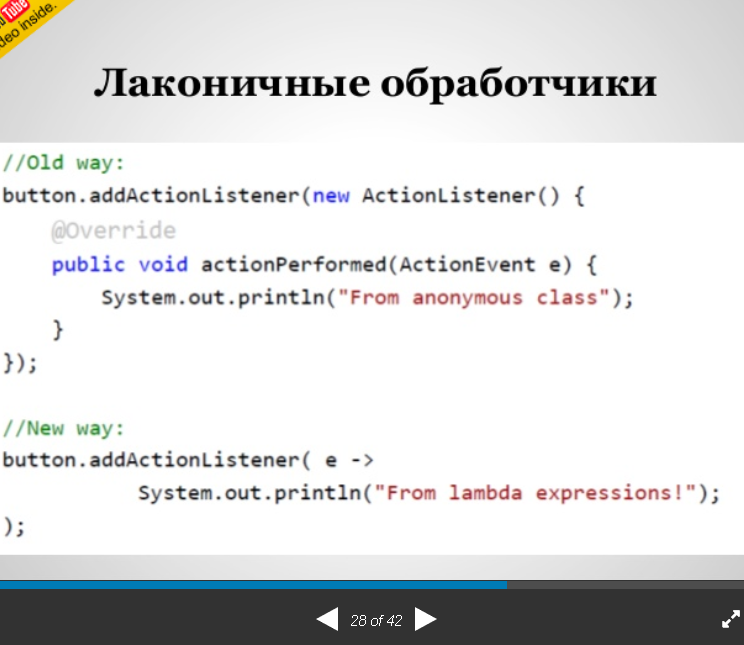 Tube
deo inside.
Лаконичные обработчики
//Old way:
button.addActionListener(new ActionListener() {
@Override
public void actionPerformed(ActionEvent e) {
System.out.println("From anonymous class");
}
});
//New way:
button.addActionListener( e ->
System.out.println("From lambda expressions!");
);
28 of 42